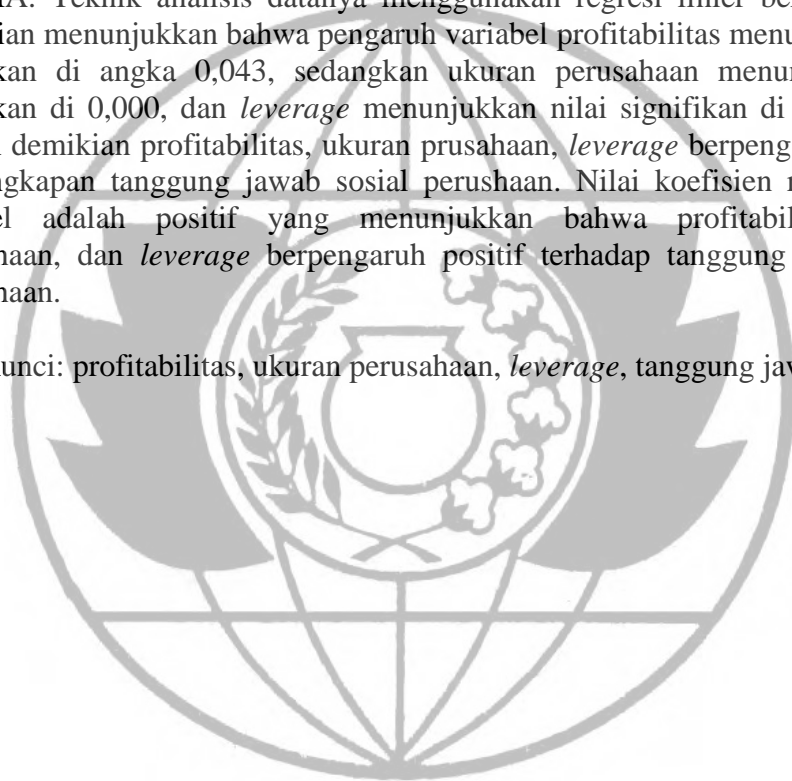 IA. Teknik analisis datanya menggunakan regresi linier ber
ian menunjukkan bahwa pengaruh variabel profitabilitas menu
kan di angka 0,043, sedangkan ukuran perusahaan menun
kan di 0,000, dan leverage menunjukkan nilai signifikan di
demikian profitabilitas, ukuran prusahaan, leverage berpeng
ngkapan tanggung jawab sosial perushaan. Nilai koefisien r
el adalah positif yang menunjukkan bahwa profitabil
haan, dan leverage berpengaruh positif terhadap tanggung
haan.
unci: profitabilitas, ukuran perusahaan, leverage, tanggung jaw